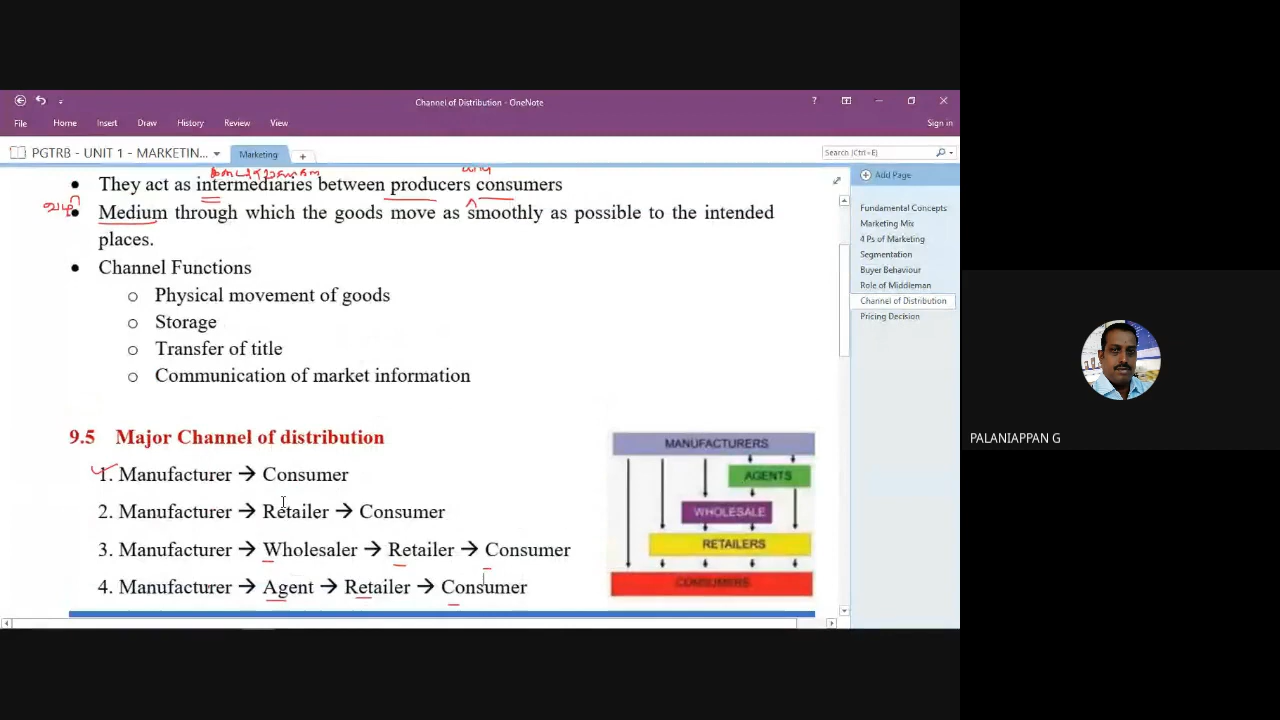 Channel of Distribution - OneNote
?
File
Home
Insert
Draw
History
Review
View
Sign in
PGTRB - UNIT 1 - MARKETIN...
Marketing
+
Search (Ctrl+E)
• They act as intermediaries between producers consumers
• Medium through which the goods move as smoothly as possible to the intended
places.
• Channel Functions
o Physical movement of goods
o Storage
o Transfer of title
o Communication of market information
9.5 Major Channel of distribution
1. Manufacturer → Consumer
2. Manufacturer → Retailer → Consumer
3. Manufacturer → Wholesaler → Retailer → Consumer
4. Manufacturer → Agent → Retailer → Consumer
MANUFACTURERS
AGENTS
WHOLESALE
RETAILERS
CONSUMERS
Add Page
Fundamental Concepts
Marketing Mix
4 Ps of Marketing
Segmentation
Buyer Behaviour
Role of Middleman
Channel of Distribution
Pricing Decision
PALANIAPPAN G